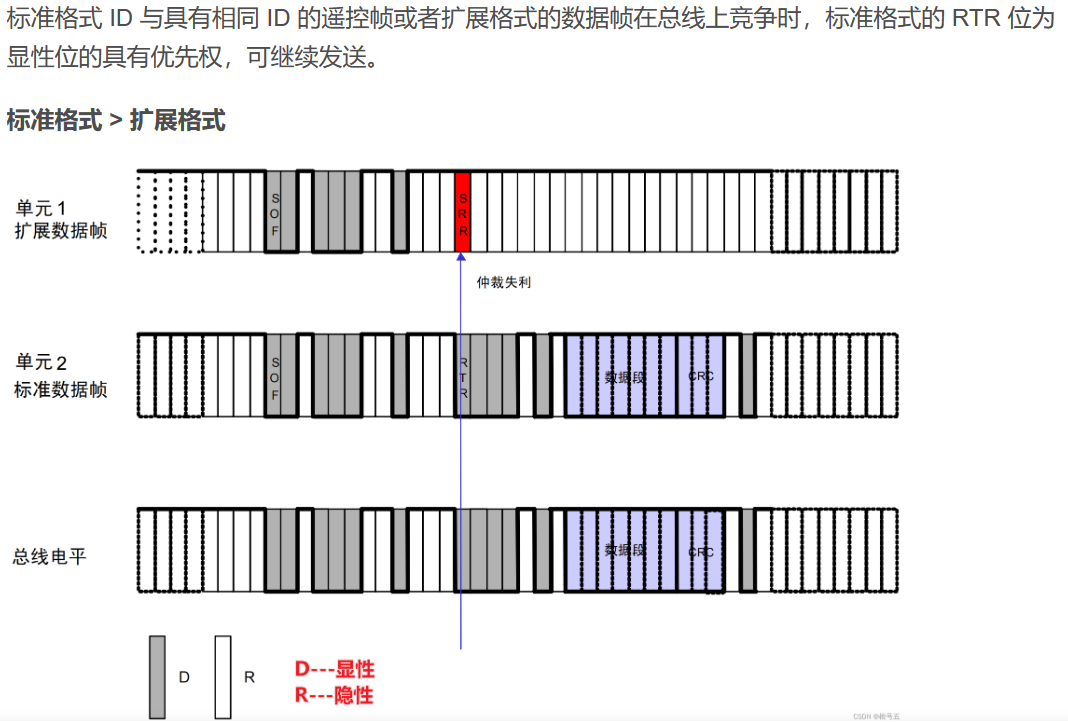 标准格式 ID 与具有相同 ID 的遥控帧或者扩展格式的数据帧在总线上竞争时，标准格式的 RTR 位为
显性位的具有优先权，可继续发送。
标准格式 > 扩展格式
单元1
扩展数据帧
SOF
SRR
仲裁失利
单元2
标准数据帧
SOF
RTR
数据段
CRC
总线电平
数据段
CRC
D
R
D---显性
R---隐性
CSDN @根号五